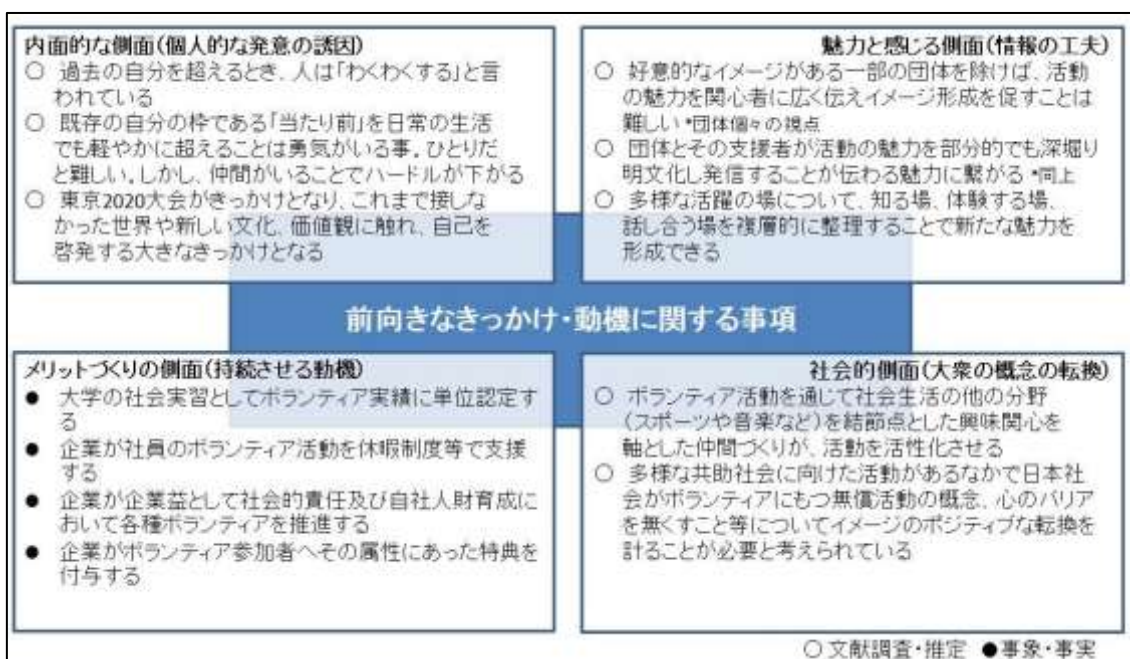 内面的な側面(個人的な発意の誘因)
○ 過去の自分を超えるとき、人は「わくわくする」と言
われている
○ 既存の自分の枠である「当たり前」を日常の生活
でも軽やかに超えることは勇気がいる事。ひとりだ
と難しい。しかし、仲間がいることでハードルが下がる
○ 東京2020大会がきっかけとなり、これまで接しな
かった世界や新しい文化、価値観に触れ、自己を
啓発する大きなきっかけとなる
魅力と感じる側面(情報の工夫)
○ 好意的なイメージがある一部の団体を除けば、活動
の魅力を関心者に広く伝えイメージ形成を促すことは
難しい *団体個々の視点
○ 団体とその支援者が活動の魅力を部分的でも深堀り
明文化し発信することが伝わる魅力に繋がる *同上
○ 多様な活躍の場について、知る場、体験する場、
話し合う場を複層的に整理することで新たな魅力を
形成できる
前向きなきっかけ・動機に関する事項
メリットづくりの側面(持続させる動機)
● 大学の社会実習としてボランティア実績に単位認定す
る
● 企業が社員のボランティア活動を休暇制度等で支援
する
● 企業が企業益として社会的責任及び自社人財育成に
おいて各種ボランティアを推進する
● 企業がボランティア参加者へその属性にあった特典を
付与する
社会的側面(大衆の概念の転換)
○ ボランティア活動を通じて社会生活の他の分野
(スポーツや音楽など)を結節点とした興味関心を
軸とした仲間づくりが、活動を活性化させる
○ 多様な共助社会に向けた活動があるなかで日本社
会がボランティアにもつ無償活動の概念、心のバリア
を無くすこと等についてイメージのポジティブな転換を
計ることが必要と考えられている
○文献調査・推定 ●事象・事実